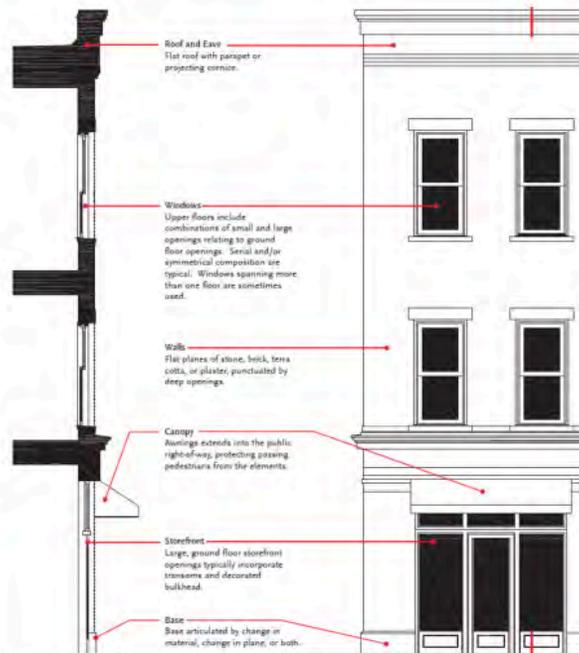 Roof and Eave
Flat roof with parapet or
projecting cornice.
Windows
Upper floors include
combinations of small and large
openings relating to ground
floor openings. Serial and/or
symmetrical composition are
typical. Windows spanning more
than one floor are sometimes
used.
Walls
Flat planes of stone, brick, terra
cotta, or plaster, punctuated by
deep openings.
Canopy
Awnings extends into the public
right-of-way, protecting passing
pedestrians from the elements.
Storefront
Large, ground floor storefront
openings typically incorporate
transoms and decorated
bulkhead.
Base
Base articulated by change in
material, change in plane, or both.